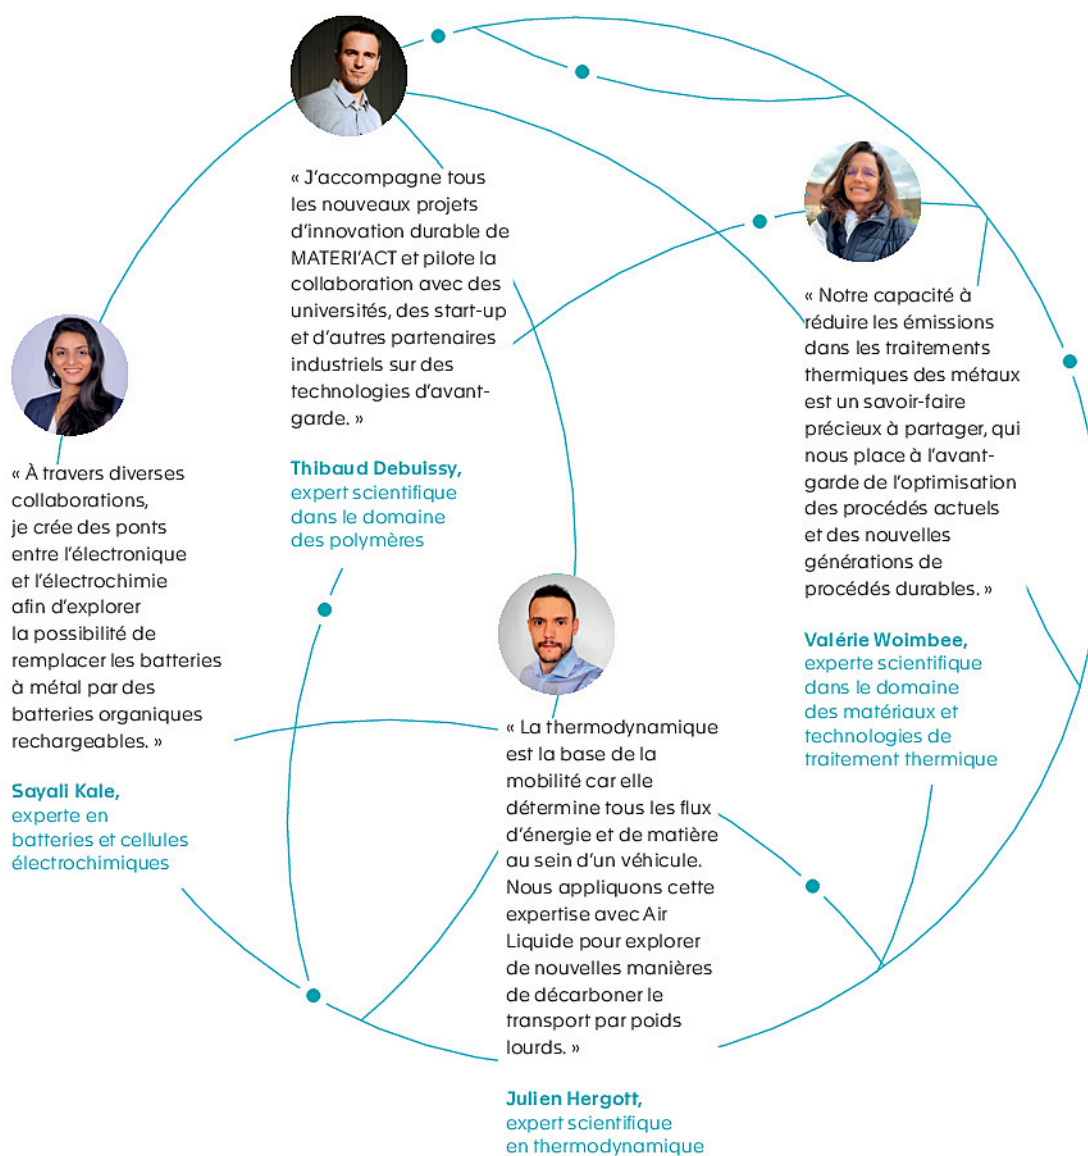 « J'accompagne tous
les nouveaux projets
d'innovation durable de
MATERI'ACT et pilote la
collaboration avec des
universités, des start-up
et d'autres partenaires
industriels sur des
technologies d'avant-
garde. »
Thibaud Debuissy,
expert scientifique
dans le domaine
des polymères
« Notre capacité à
réduire les émissions
dans les traitements
thermiques des métaux
est un savoir-faire
précieux à partager, qui
nous place à l'avant-
garde de l'optimisation
des procédés actuels
et des nouvelles
générations de
procédés durables. »
Valérie Woimbee,
experte scientifique
dans le domaine
des matériaux et
technologies de
traitement thermique
« À travers diverses
collaborations,
je crée des ponts
entre l'électronique
et l'électrochimie
afin d'explorer
la possibilité de
remplacer les batteries
à métal par des
batteries organiques
rechargeables. »
Sayali Kale,
experte en
batteries et cellules
électrochimiques
« La thermodynamique
est la base de la
mobilité car elle
détermine tous les flux
d'énergie et de matière
au sein d'un véhicule.
Nous appliquons cette
expertise avec Air
Liquide pour explorer
de nouvelles manières
de décarboner le
transport par poids
lourds. »
Julien Hergott,
expert scientifique
en thermodynamique